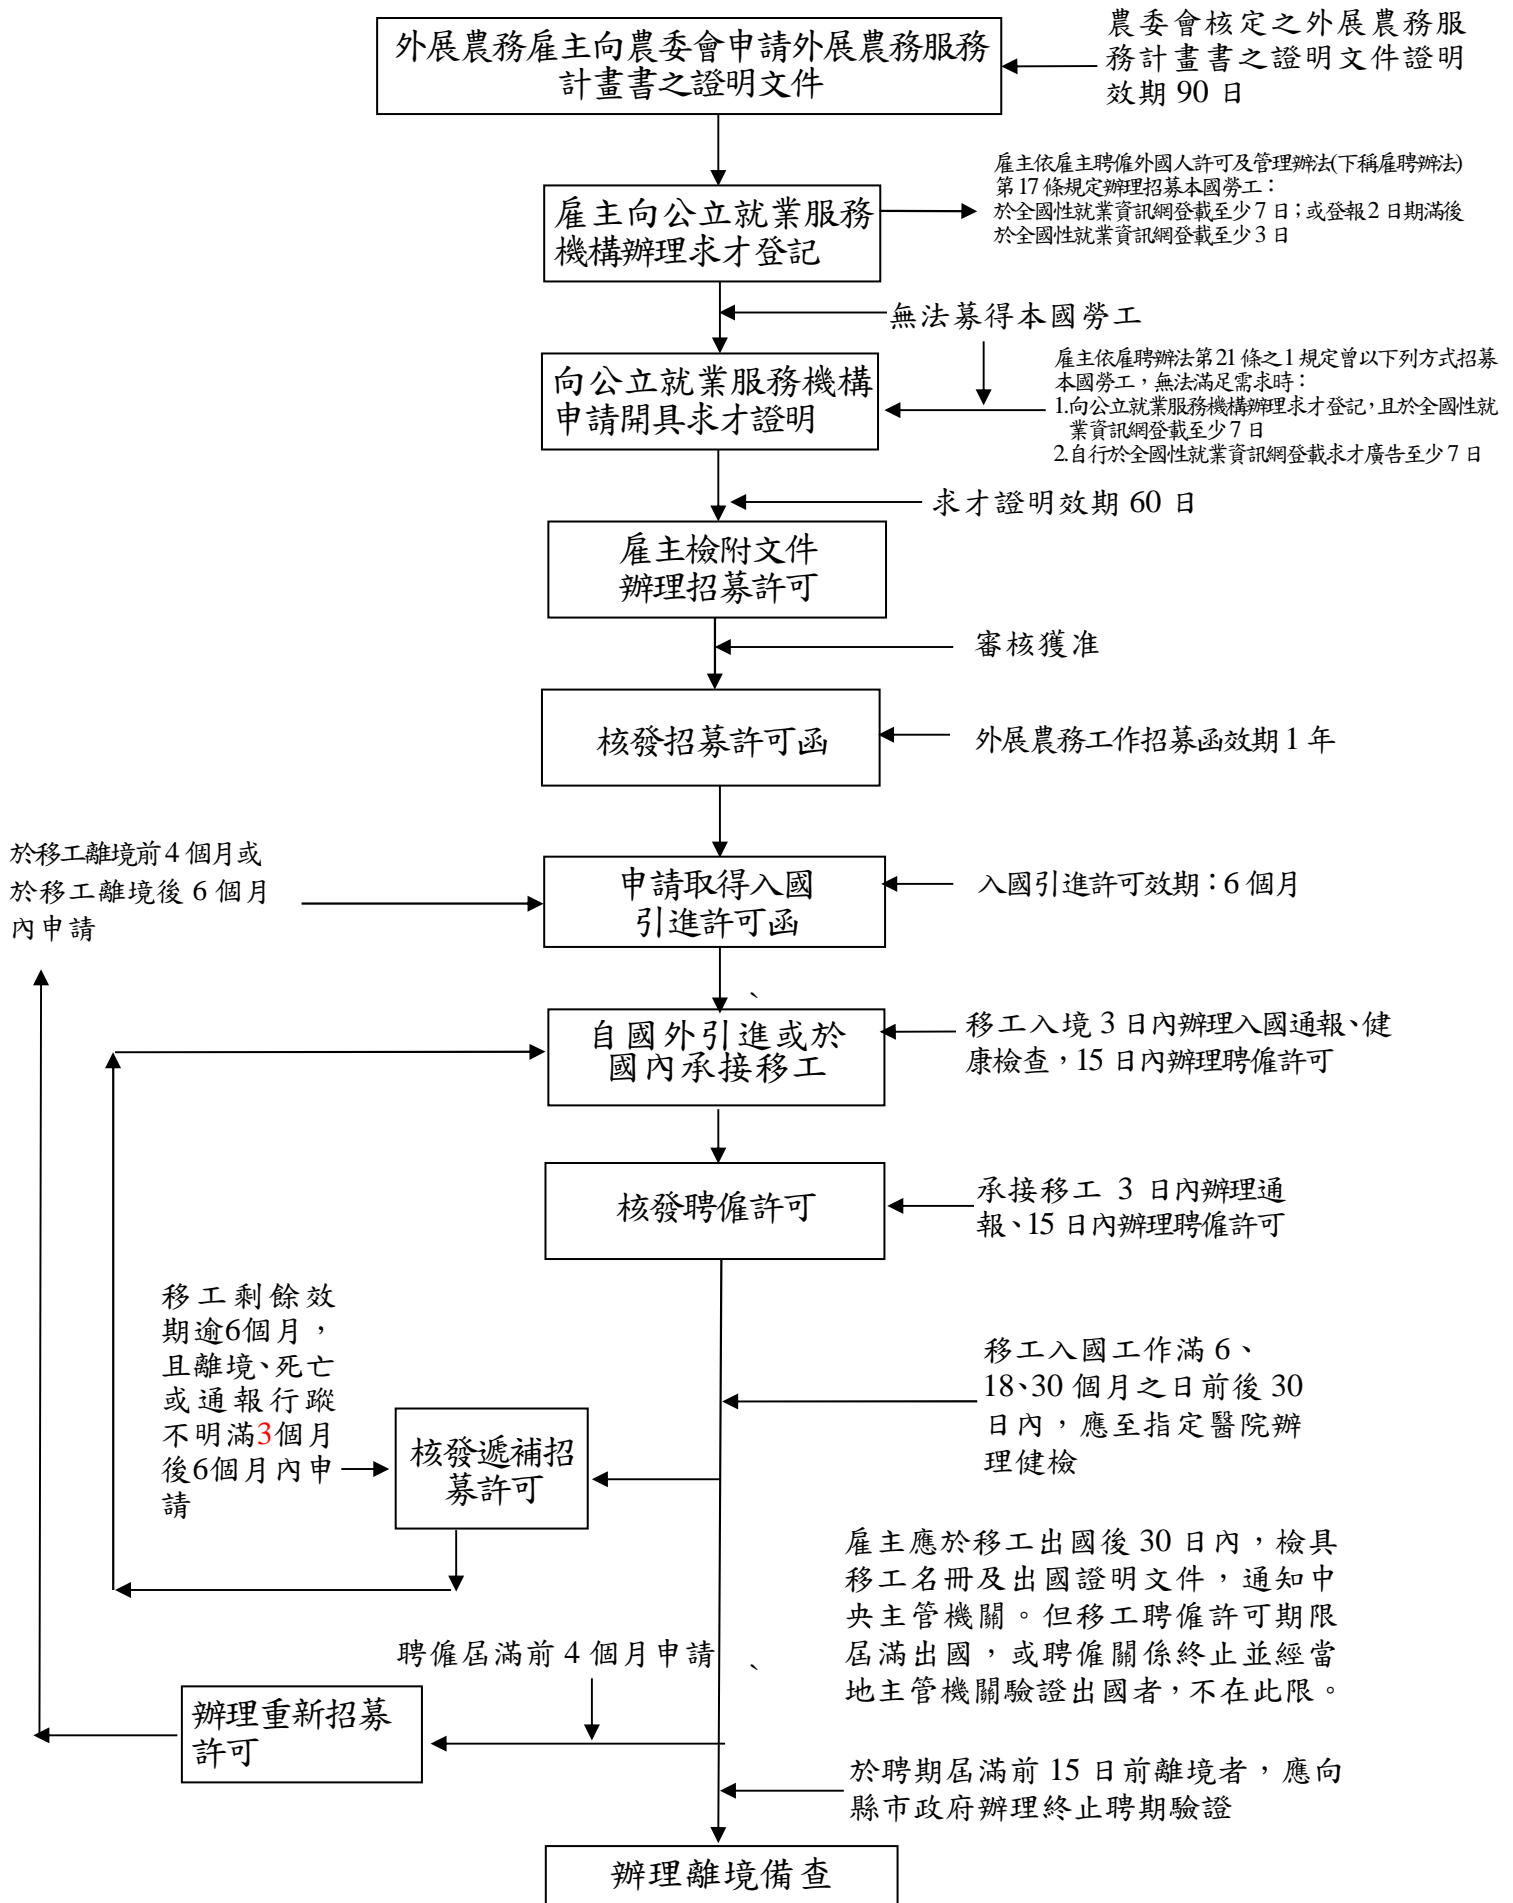 外展農務雇主向農委會申請外展農務服務
計畫書之證明文件
農委會核定之外展農務服
務計畫書之證明文件證明
效期 90 日
雇主向公立就業服務
機構辦理求才登記
雇主依雇主聘僱外國人許可及管理辦法(下稱雇聘辦法)
第17 條規定辦理招募本國勞工：
於全國性就業資訊網登載至少7 日；或登報2 日期滿後
於全國性就業資訊網登載至少3 日
無法募得本國勞工
向公立就業服務機構
申請開具求才證明
雇主依雇聘辦法第21 條之1 規定曾以下列方式招募
本國勞工，無法滿足需求時：
1.向公立就業服務機構辦理求才登記，且於全國性就
業資訊網登載至少7 日
2.自行於全國性就業資訊網登載求才廣告至少7 日
求才證明效期 60 日
雇主檢附文件
辦理招募許可
審核獲准
核發招募許可函
外展農務工作招募函效期1 年
於移工離境前4 個月或
於移工離境後 6 個月
內申請
申請取得入國
引進許可函
入國引進許可效期：6 個月
、
自國外引進或於
國內承接移工
移工入境 3 日內辦理入國通報、健
康檢查，15 日內辦理聘僱許可
核發聘僱許可
承接移工 3 日內辦理通
報、15 日內辦理聘僱許可
移工剩餘效
期逾6個月，
且離境、死亡
或通報行蹤
不明滿3個月
後6個月內申
請
核發遞補招
募許可
移工入國工作滿 6、
18、30 個月之日前後 30
日內，應至指定醫院辦
理健檢
雇主應於移工出國後 30 日內，檢具
移工名冊及出國證明文件，通知中
央主管機關。但移工聘僱許可期限
屆滿出國，或聘僱關係終止並經當
地主管機關驗證出國者，不在此限。
聘僱屆滿前 4 個月申請
、
辦理重新招募
許可
於聘期屆滿前 15 日前離境者，應向
縣市政府辦理終止聘期驗證
辦理離境備查